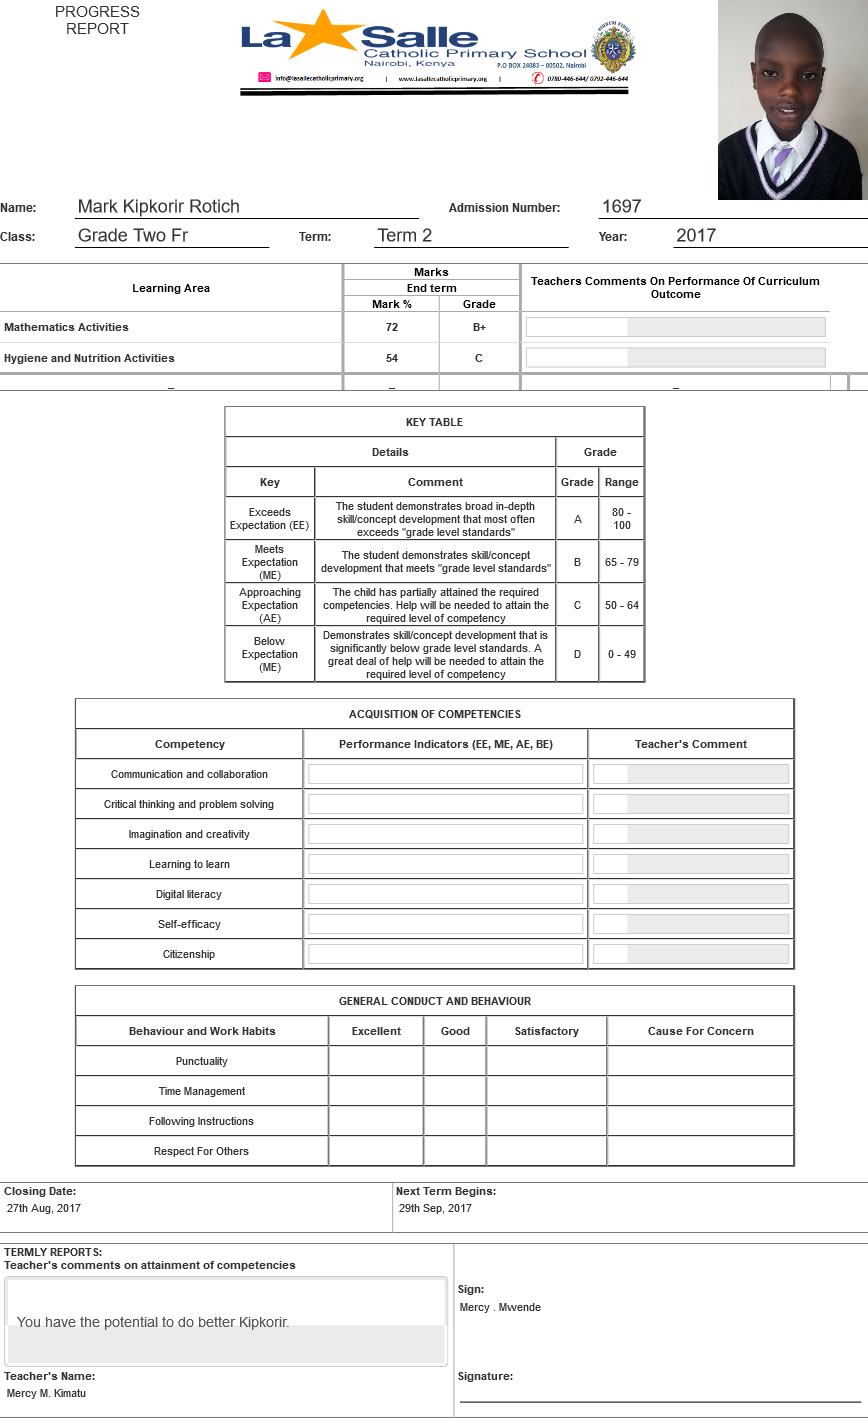 PROGRESS
REPORT
La Salle
Catholic Primary School
Nairobi, Kenya
P.O BOX 24083 – 00502, Nairobi
info@lasallecatholicprimary.org | www.lasallecatholicprimary.org | 0780-446-644/ 0792-446-644
Name: Mark Kipkorir Rotich Admission Number: 1697
Class: Grade Two Fr Term: Term 2 Year: 2017
Learning Area Marks Teachers Comments On Performance Of Curriculum Outcome
End term
Mark % Grade
Mathematics Activities 72 B+
Hygiene and Nutrition Activities 54 C
_ _ _
KEY TABLE
Details Grade
Key Comment Grade Range
Exceeds Expectation (EE) The student demonstrates broad in-depth skill/concept development that most often exceeds "grade level standards" A 80 - 100
Meets Expectation (ME) The student demonstrates skill/concept development that meets "grade level standards" B 65 - 79
Approaching Expectation (AE) The child has partially attained the required competencies. Help will be needed to attain the required level of competency C 50 - 64
Below Expectation (ME) Demonstrates skill/concept development that is significantly below grade level standards. A great deal of help will be needed to attain the required level of competency D 0 - 49
ACQUISITION OF COMPETENCIES
Competency Performance Indicators (EE, ME, AE, BE) Teacher's Comment
Communication and collaboration
Critical thinking and problem solving
Imagination and creativity
Learning to learn
Digital literacy
Self-efficacy
Citizenship
GENERAL CONDUCT AND BEHAVIOUR
Behaviour and Work Habits Excellent Good Satisfactory Cause For Concern
Punctuality
Time Management
Following Instructions
Respect For Others
Closing Date: Next Term Begins:
27th Aug, 2017 29th Sep, 2017
TERMLY REPORTS:
Teacher's comments on attainment of competencies
You have the potential to do better Kipkorir.
Sign:
Mercy . Mwende
Teacher's Name: Signature:
Mercy M. Kimatu